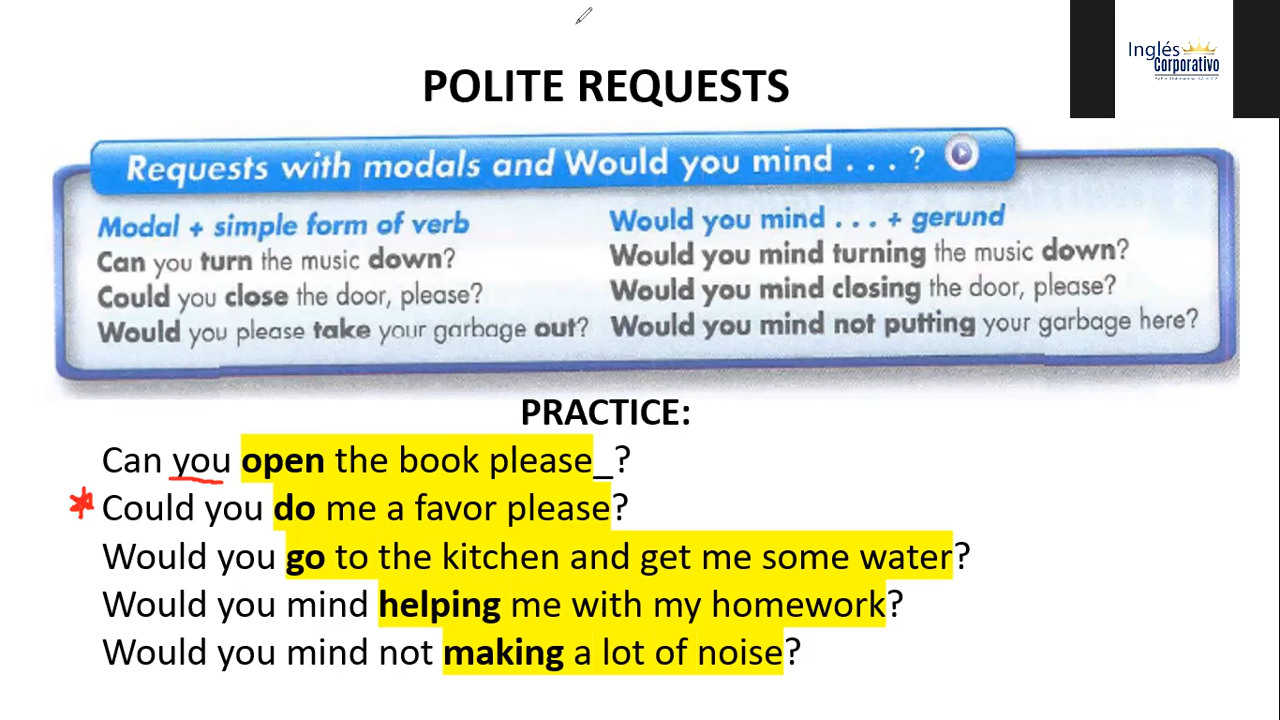 Inglés
Corporativo
POLITE REQUESTS
Requests with modals and Would you mind . . . ?
Modal + simple form of verb
Can you turn the music down?
Could you close the door, please?
Would you please take your garbage out?
Would you mind . . . + gerund
Would you mind turning the music down?
Would you mind closing the door, please?
Would you mind not putting your garbage here?
PRACTICE:
Can you open the book please_?
* Could you do me a favor please?
Would you go to the kitchen and get me some water?
Would you mind helping me with my homework?
Would you mind not making a lot of noise?